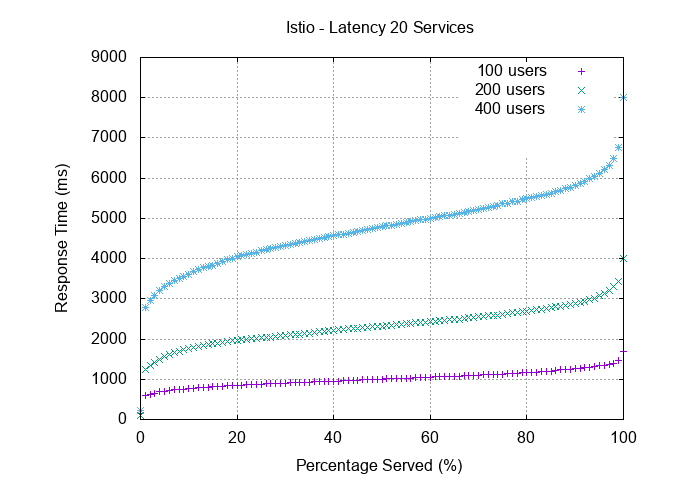 Istio - Latency 20 Services
9000
8000
7000
6000
5000
4000
3000
2000
1000
0
Response Time (ms)
100 users
200 users
400 users
0 20 40 60 80 100
Percentage Served (%)